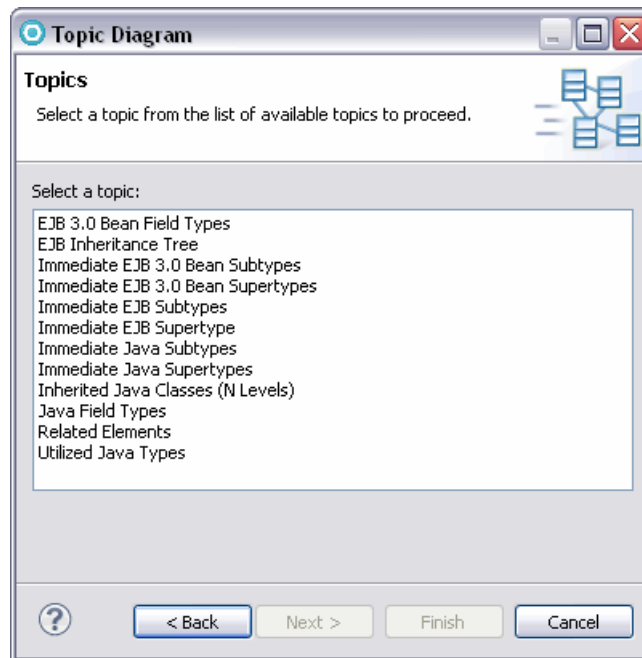 Topic Diagram
Topics
Select a topic from the list of available topics to proceed.
Select a topic:
EJB 3.0 Bean Field Types
EJB Inheritance Tree
Immediate EJB 3.0 Bean Subtypes
Immediate EJB 3.0 Bean Supertypes
Immediate EJB Subtypes
Immediate EJB Supertype
Immediate Java Subtypes
Immediate Java Supertypes
Inherited Java Classes (N Levels)
Java Field Types
Related Elements
Utilized Java Types
? < Back Next > Finish Cancel